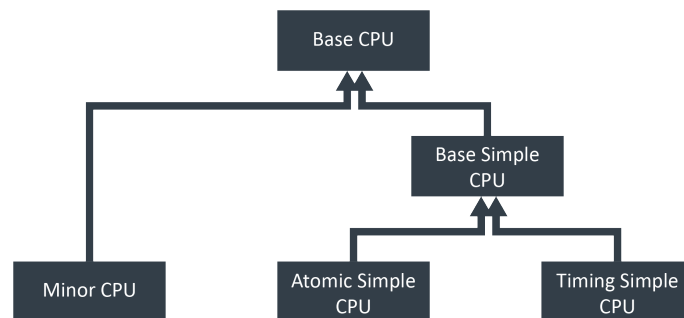 Base CPU
Base Simple
CPU
Minor CPU
Atomic Simple
CPU
Timing Simple
CPU